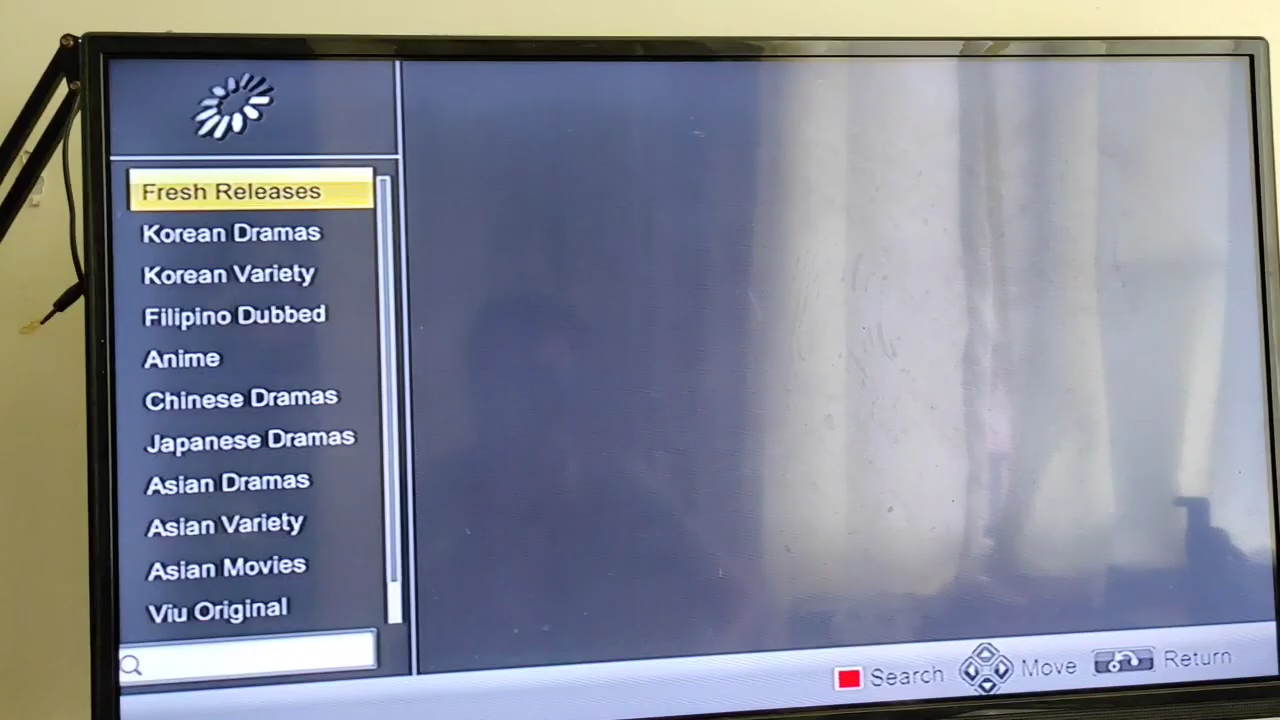 Fresh Releases
Korean Dramas
Korean Variety
Filipino Dubbed
Anime
Chinese Dramas
Japanese Dramas
Asian Dramas
Asian Variety
Asian Movies
Viu Original
Search Move Return